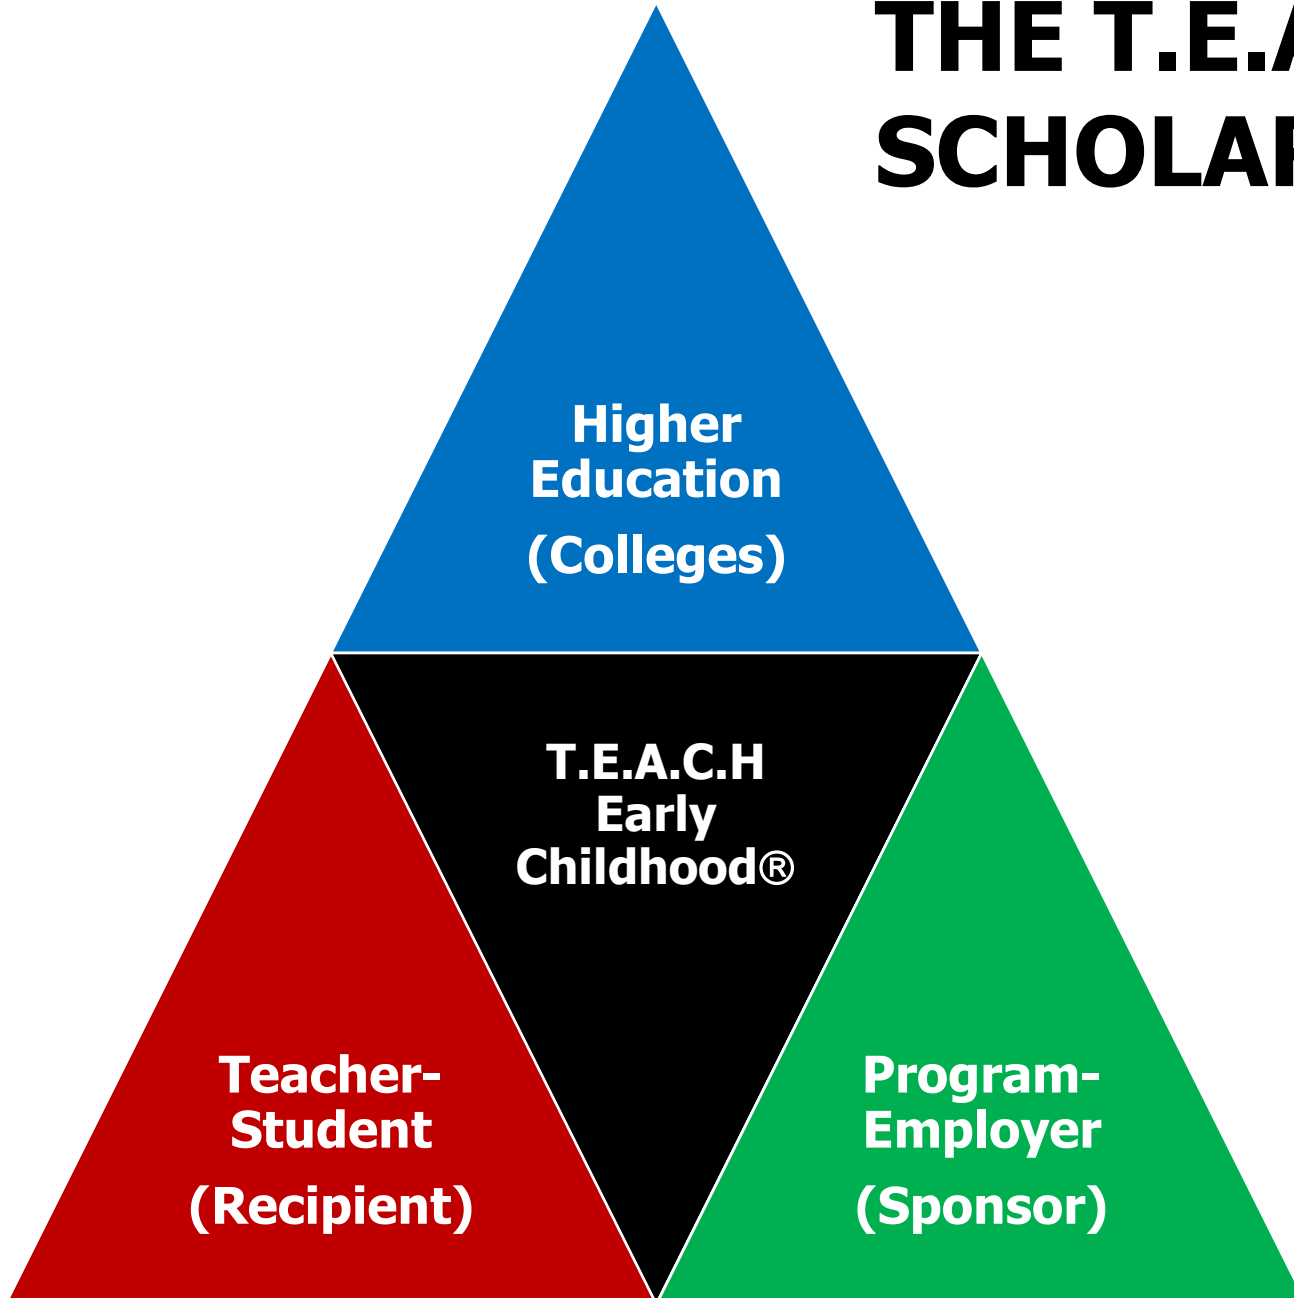 THE T.E.
SCHOLA
Higher
Education
(Colleges)
T.E.A.C.H
Early
Childhood®
Teacher-
Student
(Recipient)
Program-
Employer
(Sponsor)